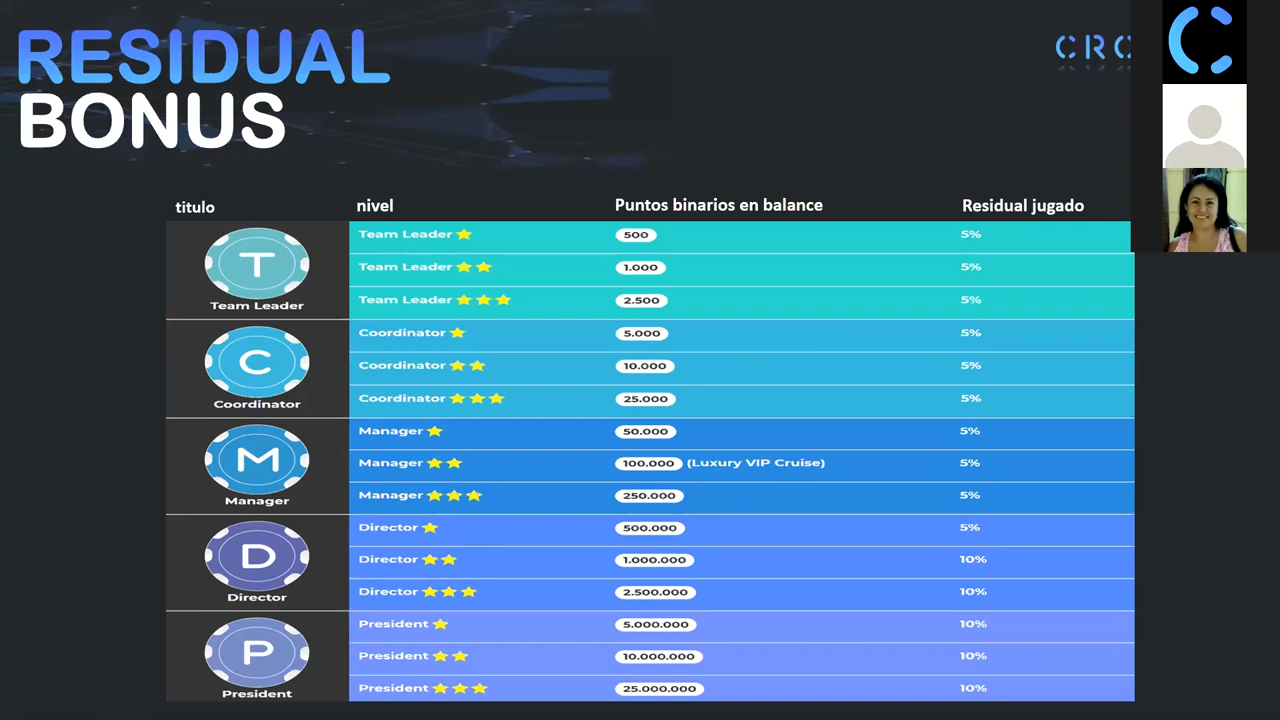 RESIDUAL
BONUS
CRC
titulo nivel Puntos binarios en balance Residual jugado
T
Team Leader
Team Leader 500 5%
Team Leader 1.000 5%
Team Leader 2.500 5%
C
Coordinator
Coordinator 5.000 5%
Coordinator 10.000 5%
Coordinator 25.000 5%
M
Manager
Manager 50.000 5%
Manager 100.000 (Luxury VIP Cruise) 5%
Manager 250.000 5%
D
Director
Director 500.000 5%
Director 1.000.000 10%
Director 2.500.000 10%
P
President
President 5.000.000 10%
President 10.000.000 10%
President 25.000.000 10%